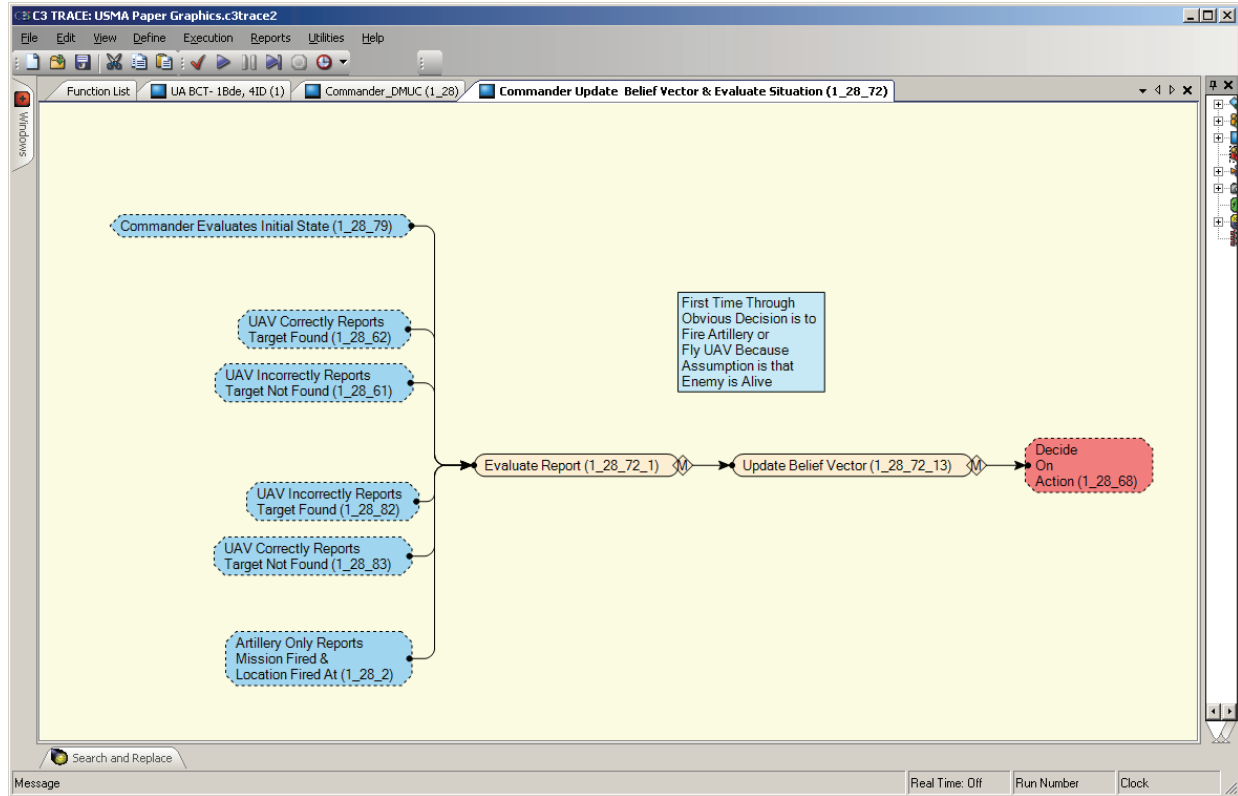 C3 TRACE: USMA Paper Graphics.c3trace2
File Edit View Define Execution Reports Utilities Help
Function List UA BCT- 1Bde, 4ID (1) Commander_DMUC (1_28) Commander Update Belief Vector & Evaluate Situation (1_28_72)
Windows
Commander Evaluates Initial State (1_28_79)
UAV Correctly Reports
Target Found (1_28_62)
UAV Incorrectly Reports
Target Not Found (1_28_61)
First Time Through
Obvious Decision is to
Fire Artillery or
Fly UAV Because
Assumption is that
Enemy is Alive
Evaluate Report (1_28_72_1) M
Update Belief Vector (1_28_72_13) M
Decide
On
Action (1_28_68)
UAV Incorrectly Reports
Target Found (1_28_82)
UAV Correctly Reports
Target Not Found (1_28_83)
Artillery Only Reports
Mission Fired &
Location Fired At (1_28_2)
Search and Replace
Message Real Time: Off Run Number Clock